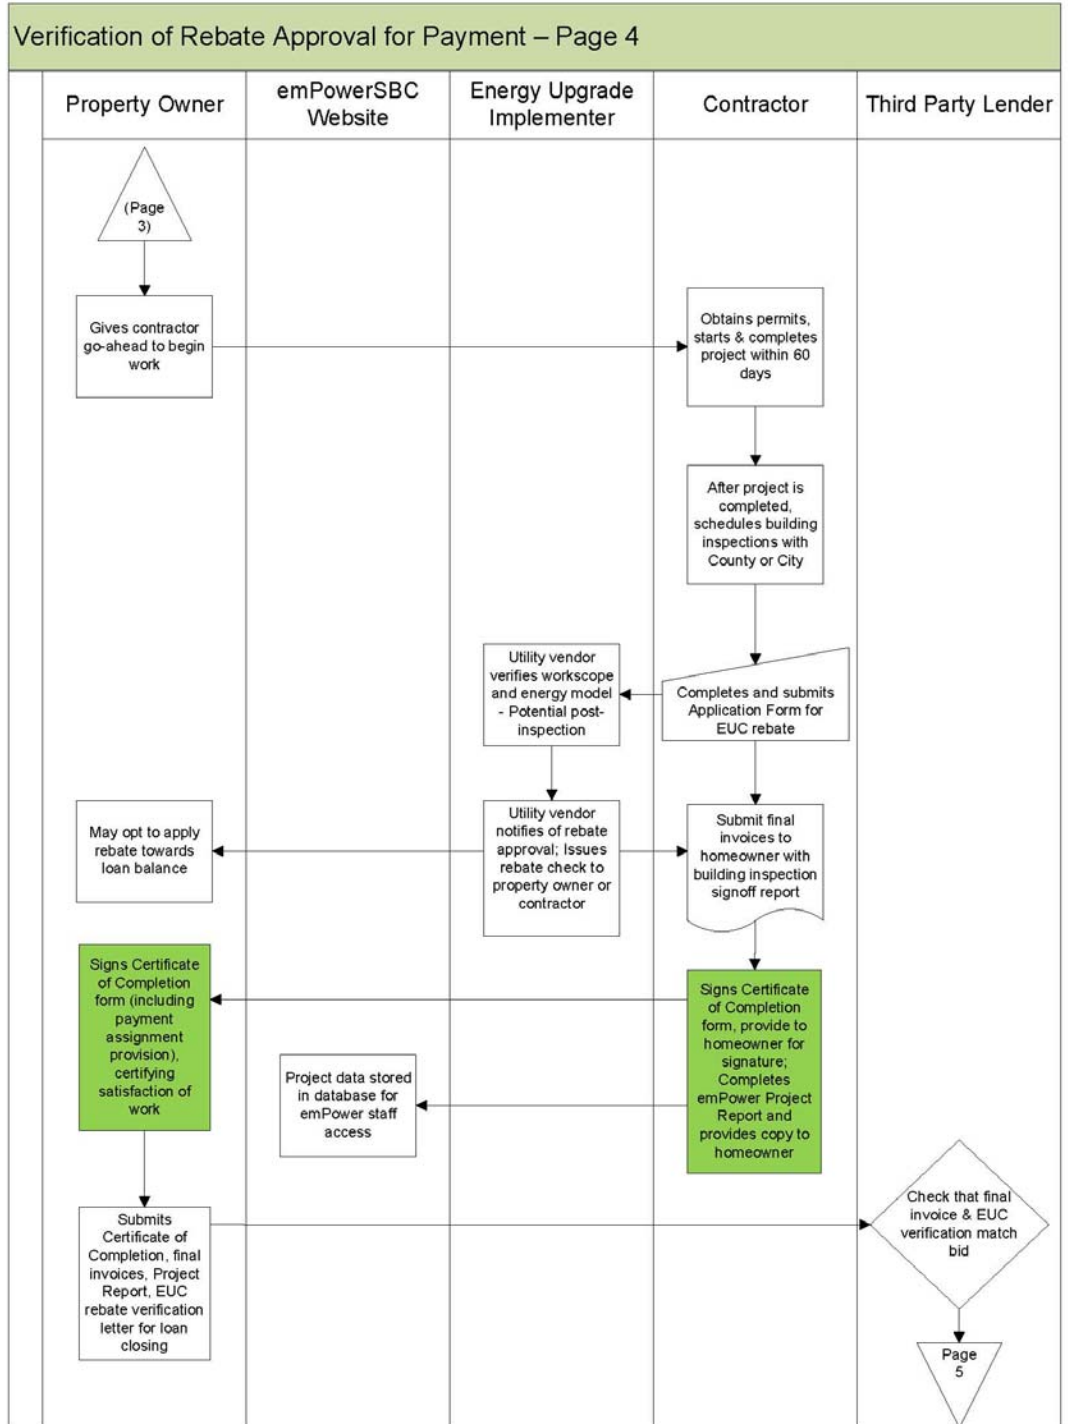 Verification of Rebate Approval for Payment – Page 4
Property Owner
emPowerSBC
Website
Energy Upgrade
Implementer
Contractor
Third Party Lender
(Page
3)
Gives contractor
go-ahead to begin
work
Obtains permits,
starts & completes
project within 60
days
After project is
completed,
schedules building
inspections with
County or City
Utility vendor
verifies workscope
and energy model
- Potential post-
inspection
Completes and submits
Application Form for
EUC rebate
May opt to apply
rebate towards
loan balance
Utility vendor
notifies of rebate
approval; Issues
rebate check to
property owner or
contractor
Submit final
invoices to
homeowner with
building inspection
signoff report
Signs Certificate
of Completion
form (including
payment
assignment
provision),
certifying
satisfaction of
work
Signs Certificate
of Completion
form, provide to
homeowner for
signature;
Completes
emPower Project
Report and
provides copy to
homeowner
Project data stored
in database for
emPower staff
access
Submits
Certificate of
Completion, final
invoices, Project
Report, EUC
rebate verification
letter for loan
closing
Check that final
invoice & EUC
verification match
bid
Page
5